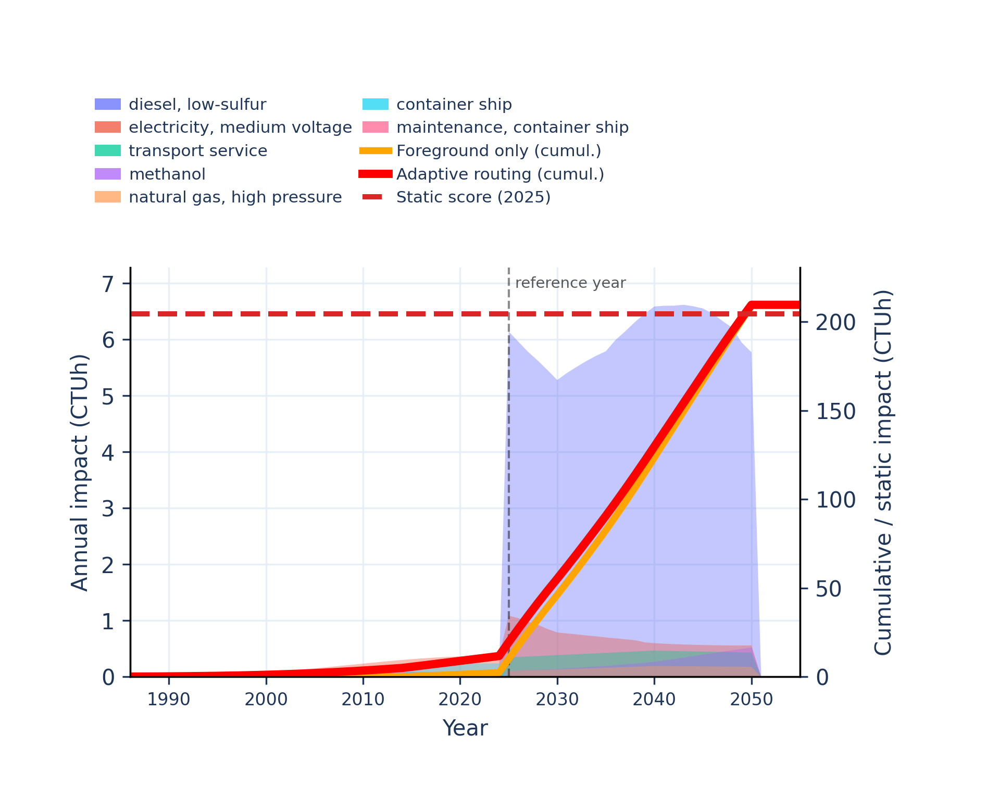 diesel, low-sulfur
electricity, medium voltage
transport service
methanol
natural gas, high pressure
container ship
maintenance, container ship
Foreground only (cumul.)
Adaptive routing (cumul.)
Static score (2025)
reference year
Annual impact (CTUh)
7
6
5
4
3
2
1
0
200
150
100
50
0
Cumulative / static impact (CTUh)
1990 2000 2010 2020 2030 2040 2050
Year